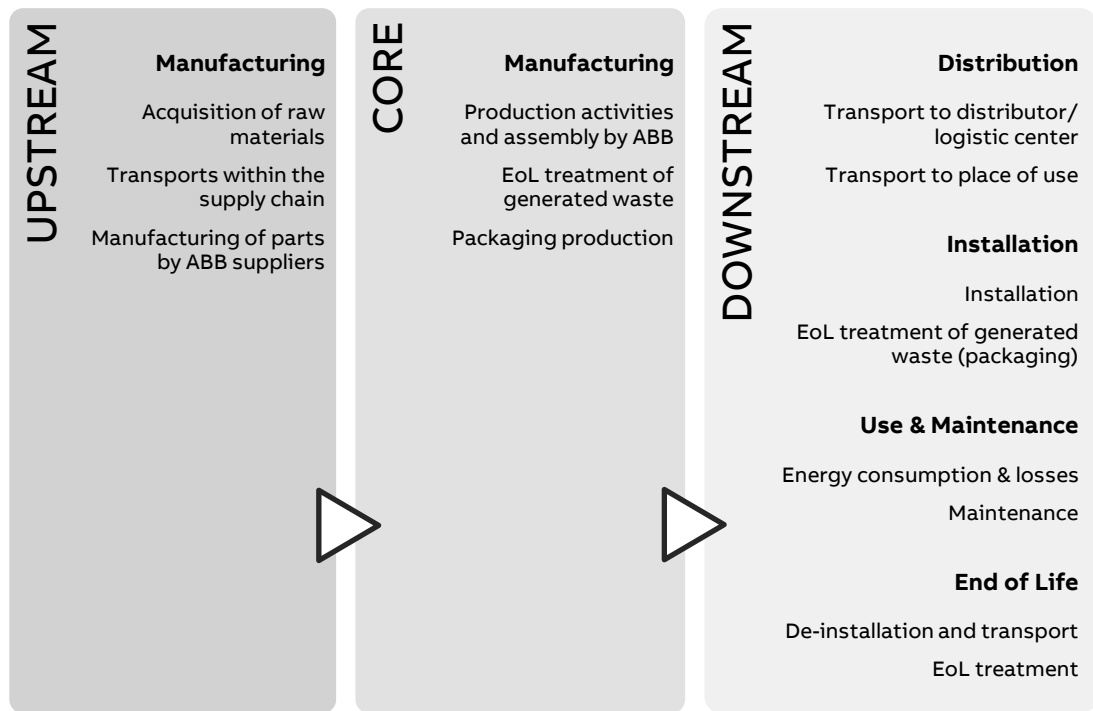 UPSTREAM
Manufacturing
Acquisition of raw
materials
Transports within the
supply chain
Manufacturing of parts
by ABB suppliers
CORE
Manufacturing
Production activities
and assembly by ABB
EoL treatment of
generated waste
Packaging production
DOWNSTREAM
Distribution
Transport to distributor/
logistic center
Transport to place of use
Installation
Installation
EoL treatment of generated
waste (packaging)
Use & Maintenance
Energy consumption & losses
Maintenance
End of Life
De-installation and transport
EoL treatment